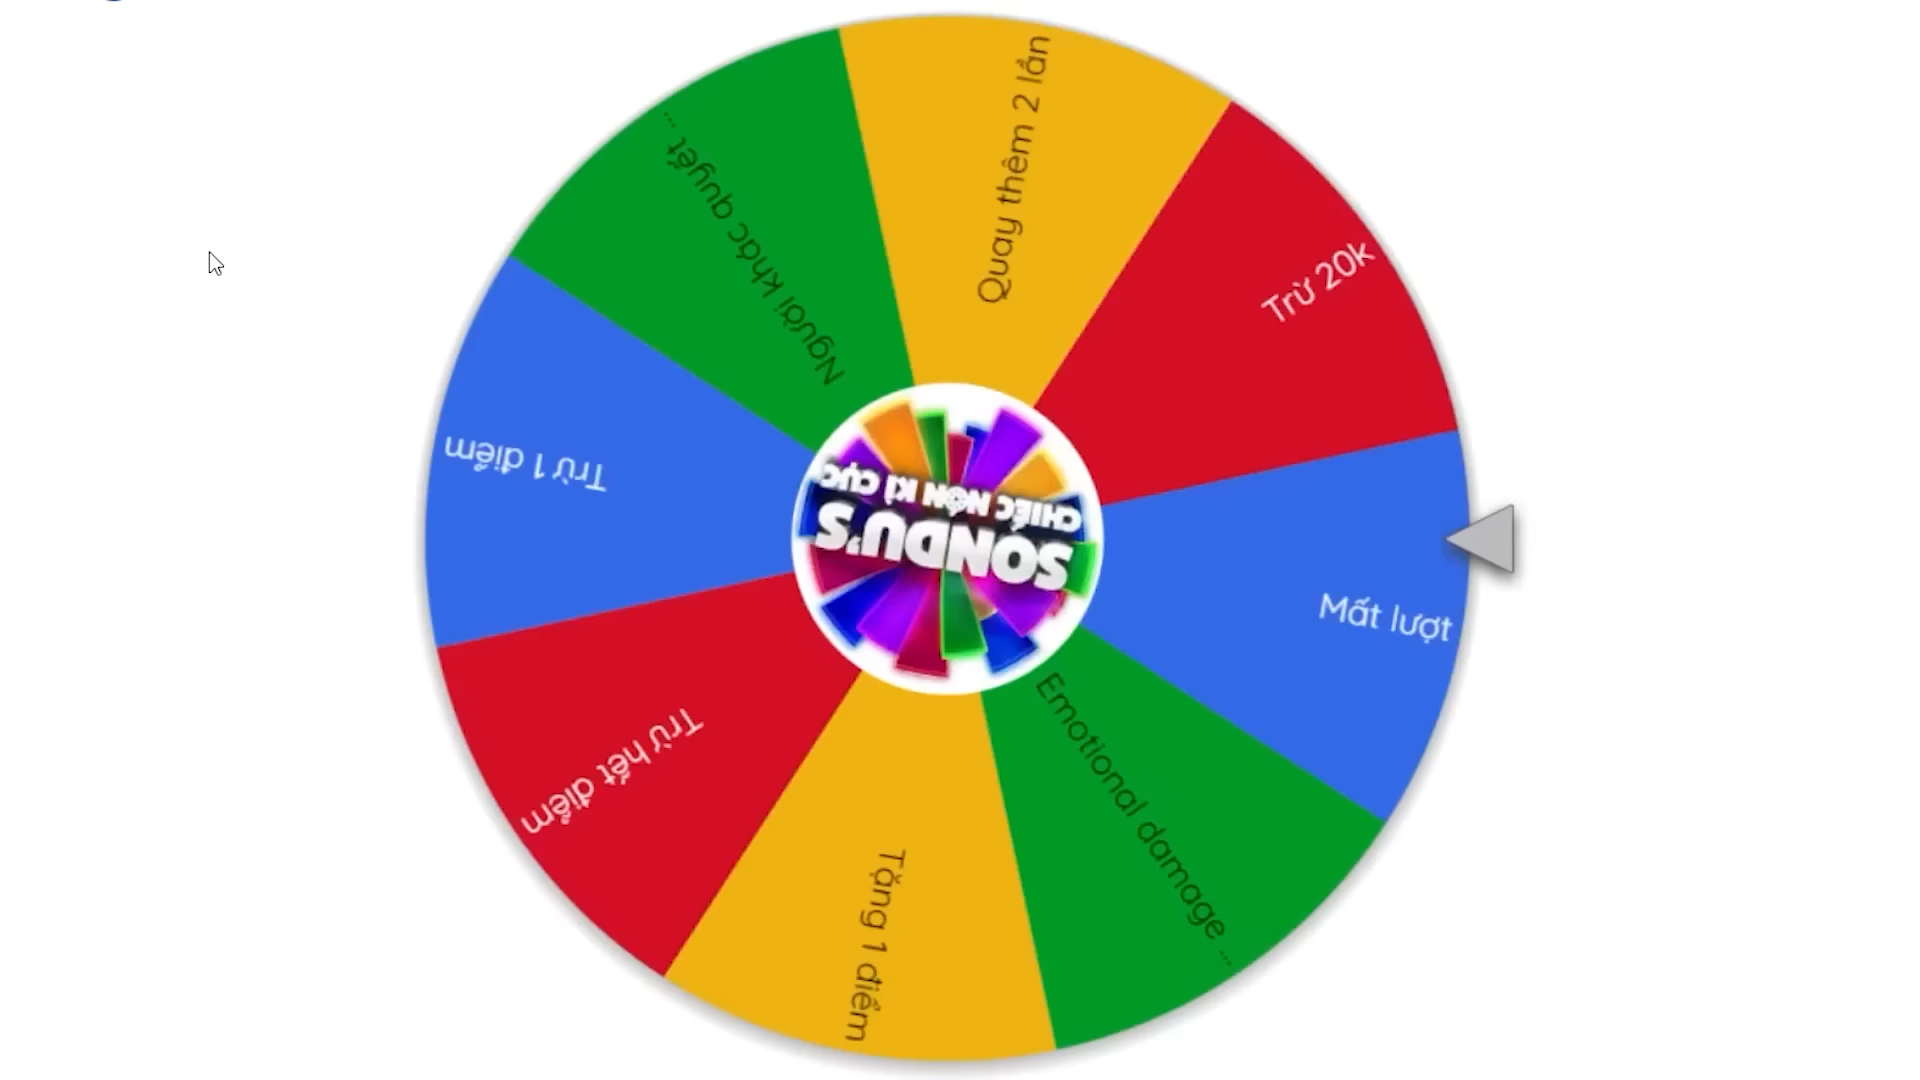 Quay thêm 2 lần
Trừ 20k
Mất lượt
Emotional damage ...
Tặng 1 điểm
Trừ hết điểm
Trừ 1 điểm
Người khác quyết ...
SONDU'S
CHIẾC NÓN KÌ CỤC